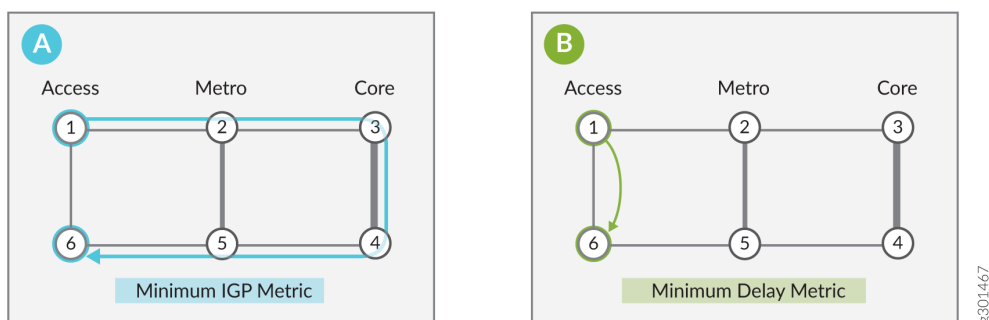 A
Access Metro Core
1 2 3
6 5 4
Minimum IGP Metric
B
Access Metro Core
1 2 3
6 5 4
Minimum Delay Metric